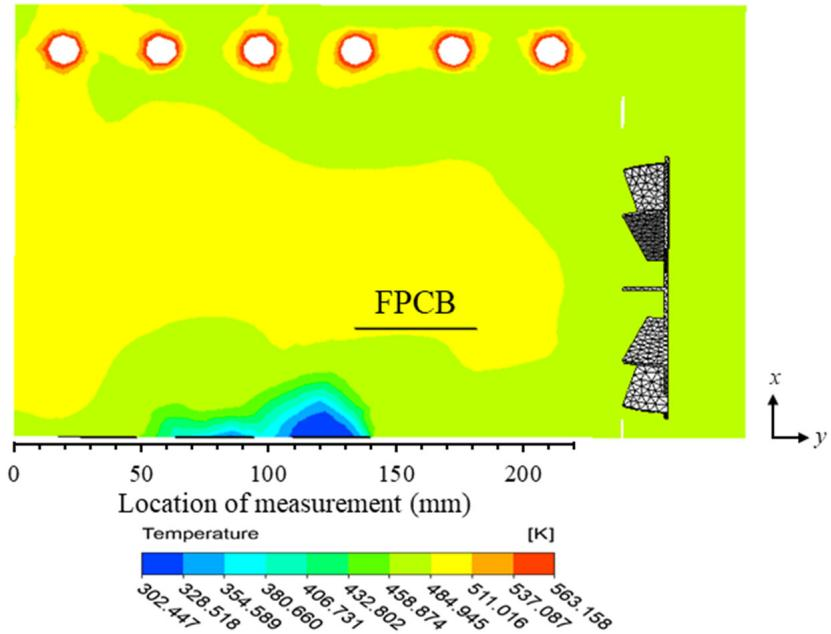 FPCB
x
y
0 50 100 150 200
Location of measurement (mm)
Temperature [K]
302.447 328.518 354.589 380.660 406.731 432.802 458.874 484.945 511.016 537.087 563.158